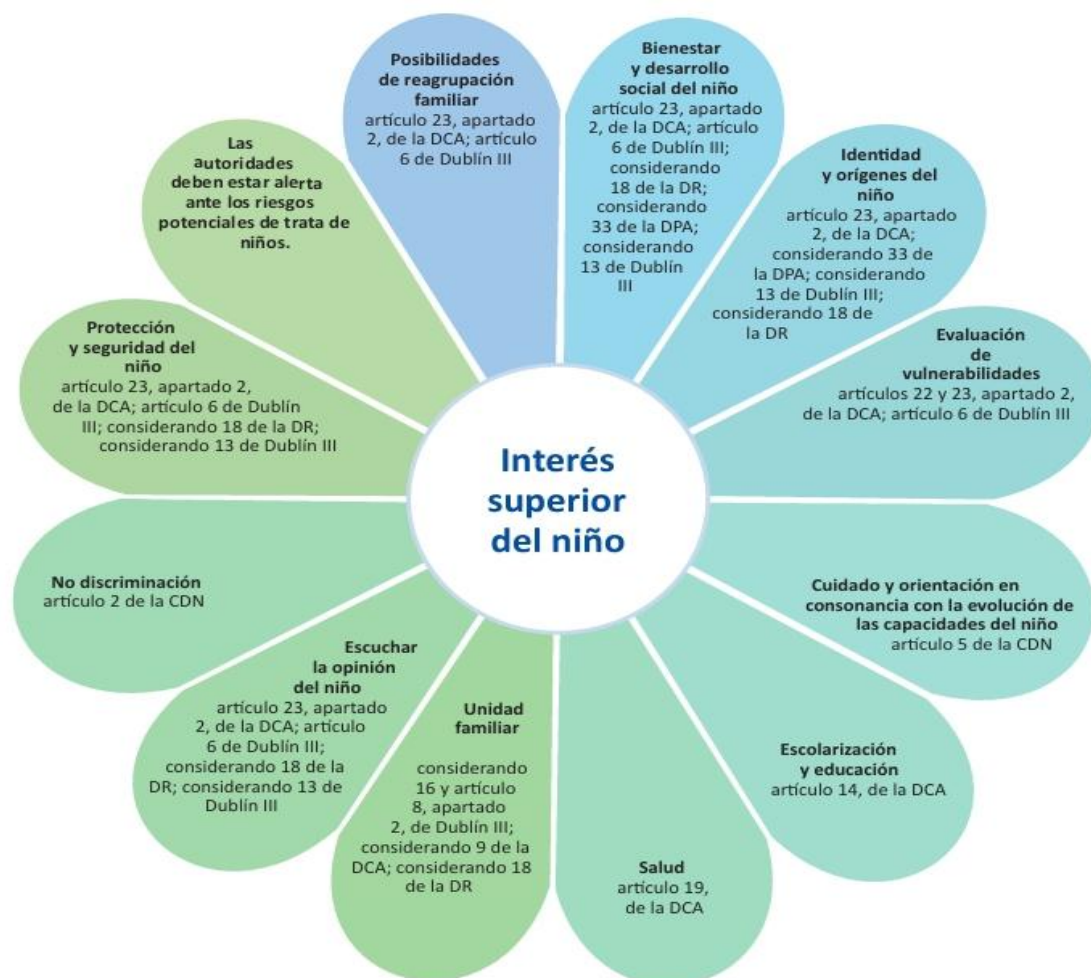 Posibilidades
de reagrupación
familiar
artículo 23, apartado
2, de la DCA; artículo
6 de Dublín III
Bienestar
y desarrollo
social del niño
artículo 23, apartado
2, de la DCA; artículo
6 de Dublín III;
considerando
18 de la DR;
considerando
33 de la DPA;
considerando
13 de Dublín
III
Identidad
y orígenes del
niño
artículo 23, apartado
2, de la DCA;
considerando 33 de
la DPA; considerando
13 de Dublín III;
considerando 18 de
la DR
Evaluación
de
vulnerabilidades
artículos 22 y 23, apartado 2,
de la DCA; artículo 6 de Dublín III
Cuidado y orientación en
consonancia con la evolución de
las capacidades del niño
artículo 5 de la CDN
Escolarización
y educación
artículo 14, de la DCA
Salud
artículo 19,
de la DCA
Unidad
familiar
considerando
16 y artículo
8, apartado
2, de Dublín III;
considerando 9 de la
DCA; considerando 18
de la DR
Escuchar
la opinión
del niño
artículo 23, apartado
2, de la DCA; artículo
6 de Dublín III;
considerando 18 de la
DR; considerando 13 de
Dublín III
No discriminación
artículo 2 de la CDN
Protección
y seguridad del
niño
artículo 23, apartado 2,
de la DCA; artículo 6 de Dublín
III; considerando 18 de la DR;
considerando 13 de Dublín III
Las
autoridades
deben estar alerta
ante los riesgos
potenciales de trata de
niños.
Interés
superior
del niño